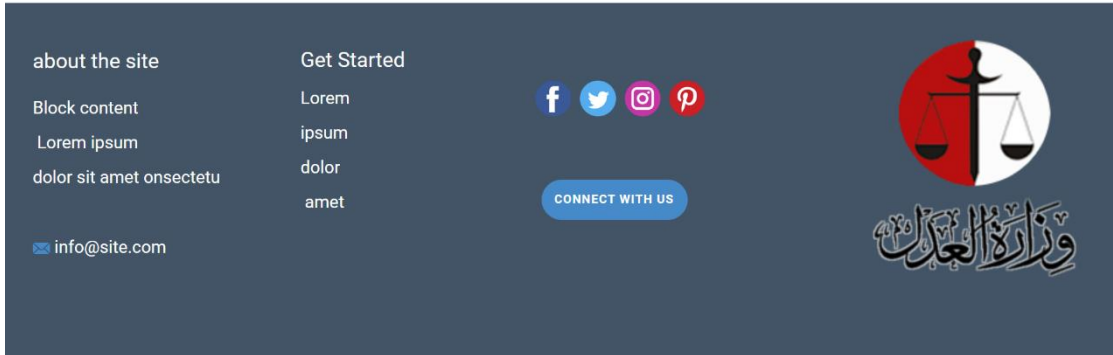 about the site
Block content
Lorem ipsum
dolor sit amet onsectetu
info@site.com
Get Started
Lorem
ipsum
dolor
amet
CONNECT WITH US
وزارة العدل